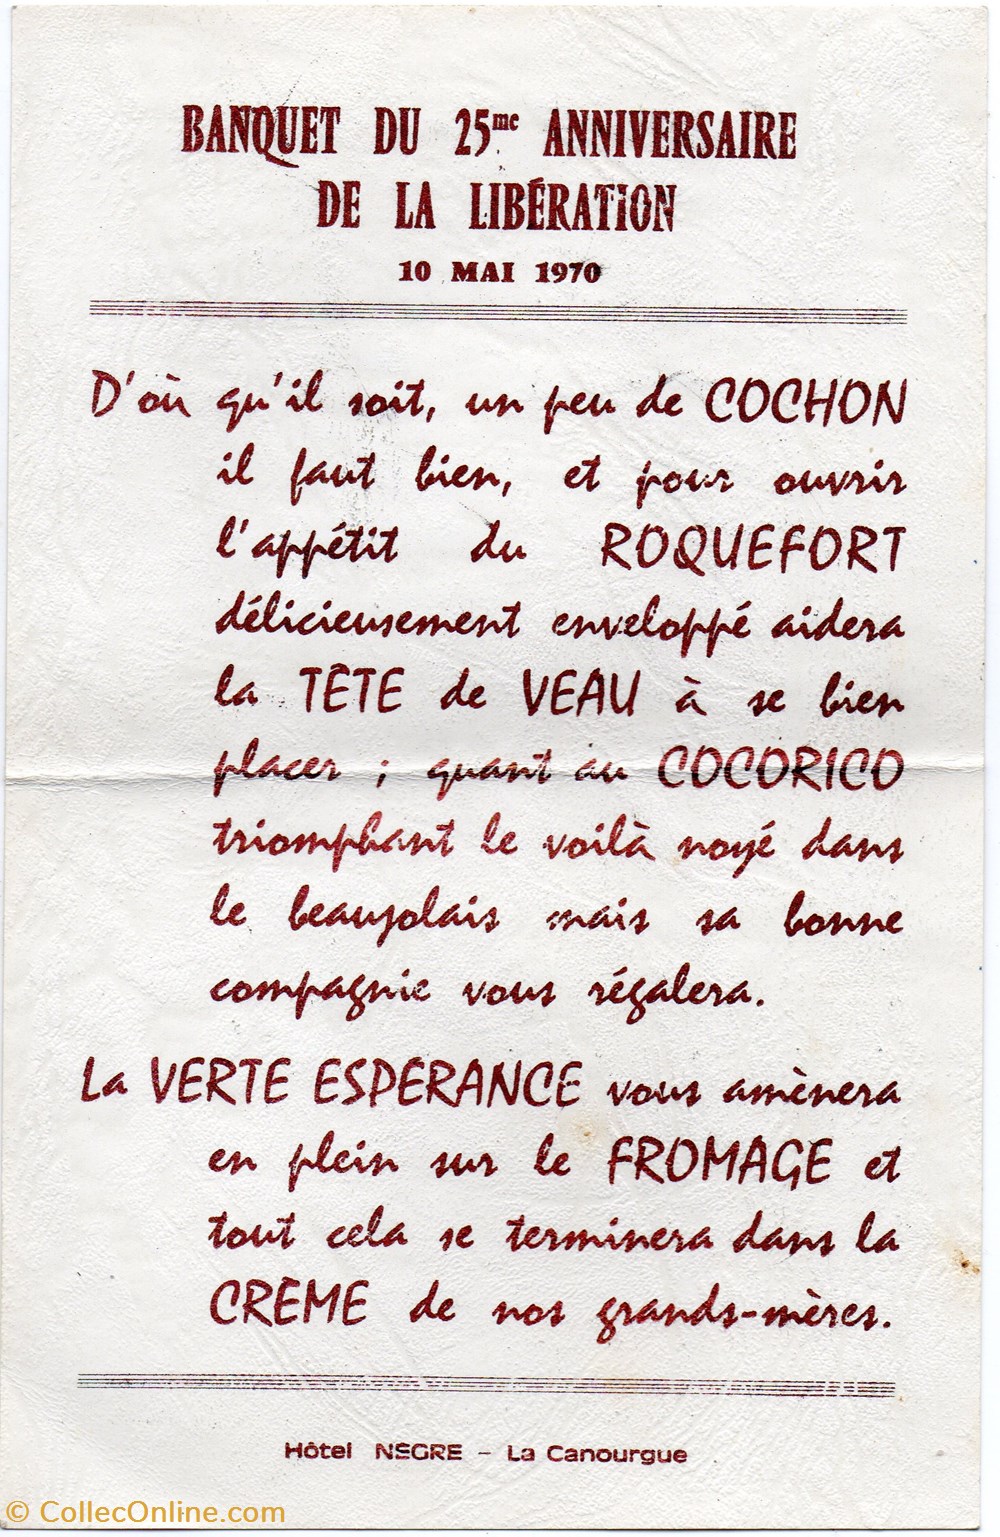 BANQUET DU 25me ANNIVERSAIRE
DE LA LIBÉRATION
10 MAI 1970
D'où qu'il soit, un peu de COCHON
il faut bien, et pour ouvrir
l'appétit du ROQUEFORT
délicieusement enveloppé aidera
la TÊTE de VEAU à se bien
placer ; quant au COCORICO
triomphant le voilà noyé dans
le beaujolais mais sa bonne
compagnie vous régalera.
La VERTE ESPERANCE vous amènera
en plein sur le FROMAGE et
tout cela se terminera dans la
CRÈME de nos grands-mères.
Hôtel NEGRE - La Canourgue
© CollecOnline.com